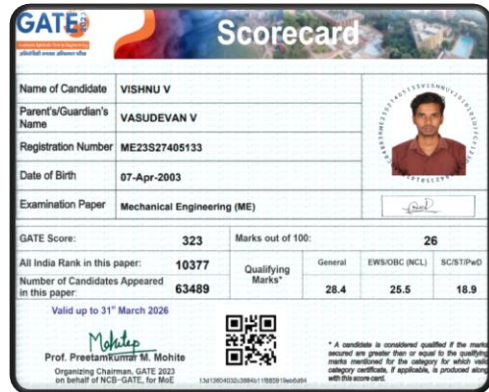 GATE
Scorecard
Name of Candidate VISHNU V
Parent's/Guardian's Name VASUDEVAN V
Registration Number ME23S27405133
Date of Birth 07-Apr-2003
Examination Paper Mechanical Engineering (ME)
GATE Score: 323 Marks out of 100: 26
All India Rank in this paper: 10377
Number of Candidates Appeared in this paper: 63489
Qualifying Marks*
General EWS/OBC (NCL) SC/ST/PwD
28.4 25.5 18.9
Valid up to 31st March 2026
Prof. Preetamkumar M. Mohite
Organizing Chairman, GATE 2023
on behalf of NCB-GATE, for MoE
* A candidate is considered qualified if the marks
secured are greater than or equal to the qualifying
marks mentioned for the category for which valid
category certificate, if applicable, is produced along
with this score card.